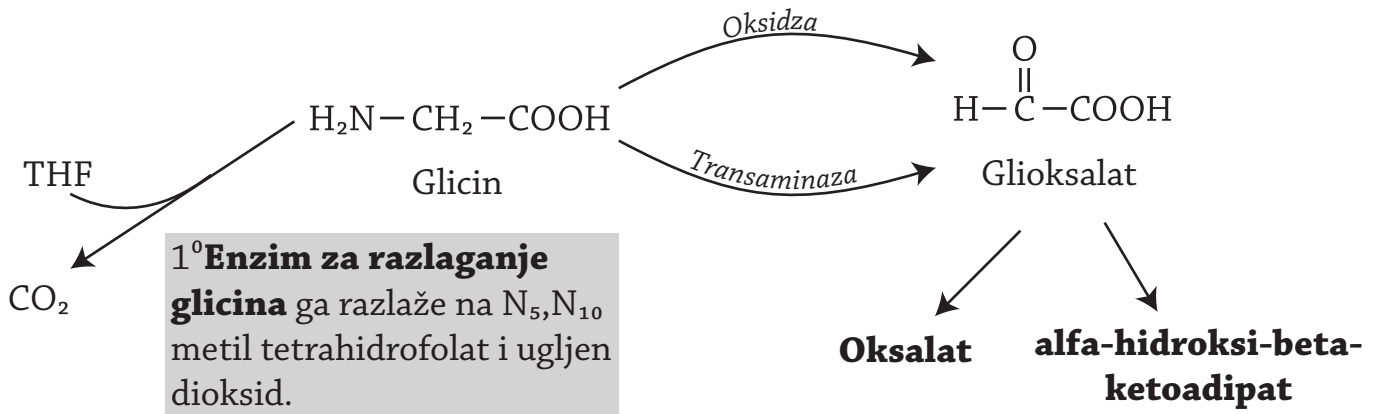 Oksidza
O
H₂N—CH₂—COOH
H—C—COOH
THF
Transaminaza
Glicin
Glioksalat
CO₂
1⁰Enzim za razlaganje
glicina ga razlaže na N₅,N₁₀
metil tetrahidrofolat i ugljen
dioksid.
Oksalat
alfa-hidroksi-beta-
ketoadipat